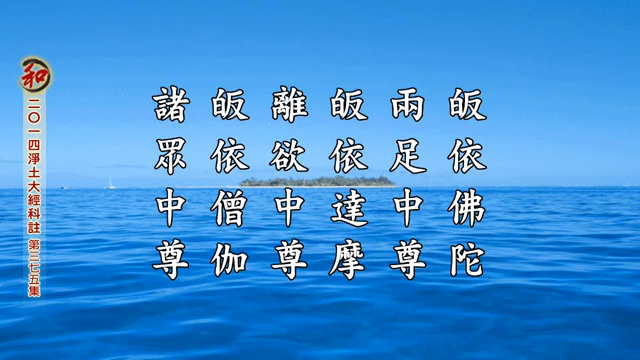 皈依佛陀
兩足中尊
皈依達摩
離欲中尊
皈依僧伽
諸眾中尊
和
二〇一四淨土大經科註 第三七五集